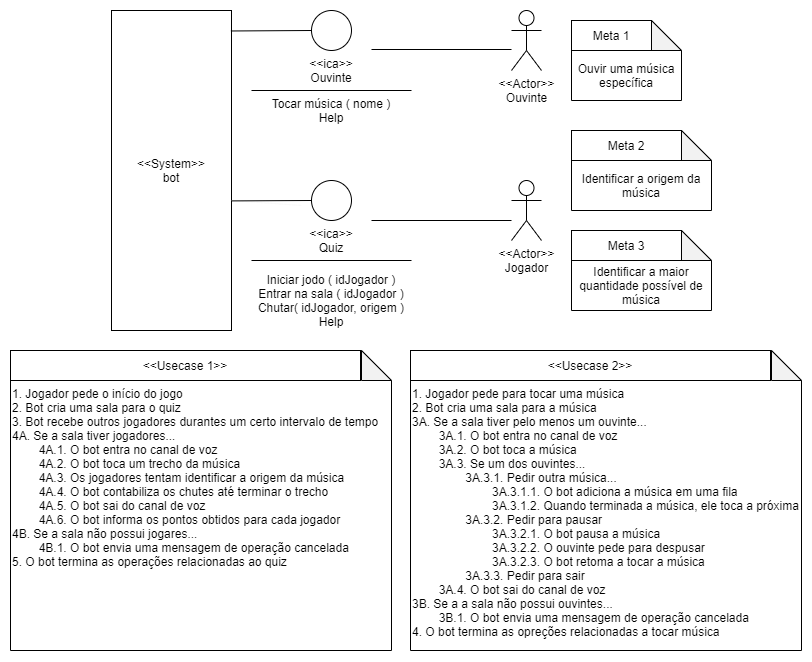 <<System>>
bot
<<ica>>
Ouvinte
Tocar música ( nome )
Help
<<Actor>>
Ouvinte
Meta 1
Ouvir uma música
específica
Meta 2
Identificar a origem da
música
<<ica>>
Quiz
Iniciar jodo ( idJogador )
Entrar na sala ( idJogador )
Chutar( idJogador, origem )
Help
<<Actor>>
Jogador
Meta 3
Identificar a maior
quantidade possível de
música
<<Usecase 1>>
1. Jogador pede o início do jogo
2. Bot cria uma sala para o quiz
3. Bot recebe outros jogadores durantes um certo intervalo de tempo
4A. Se a sala tiver jogadores...
4A.1. O bot entra no canal de voz
4A.2. O bot toca um trecho da música
4A.3. Os jogadores tentam identificar a origem da música
4A.4. O bot contabiliza os chutes até terminar o trecho
4A.5. O bot sai do canal de voz
4A.6. O bot informa os pontos obtidos para cada jogador
4B. Se a sala não possui jogares...
4B.1. O bot envia uma mensagem de operação cancelada
5. O bot termina as operações relacionadas ao quiz
<<Usecase 2>>
1. Jogador pede para tocar uma música
2. Bot cria uma sala para a música
3A. Se a sala tiver pelo menos um ouvinte...
3A.1. O bot entra no canal de voz
3A.2. O bot toca a música
3A.3. Se um dos ouvintes...
3A.3.1. Pedir outra música...
3A.3.1.1. O bot adiciona a música em uma fila
3A.3.1.2. Quando terminada a música, ele toca a próxima
3A.3.2. Pedir para pausar
3A.3.2.1. O bot pausa a música
3A.3.2.2. O ouvinte pede para despusar
3A.3.2.3. O bot retoma a tocar a música
3A.3.3. Pedir para sair
3A.4. O bot sai do canal de voz
3B. Se a a sala não possui ouvintes...
3B.1. O bot envia uma mensagem de operação cancelada
4. O bot termina as opreções relacionadas a tocar música